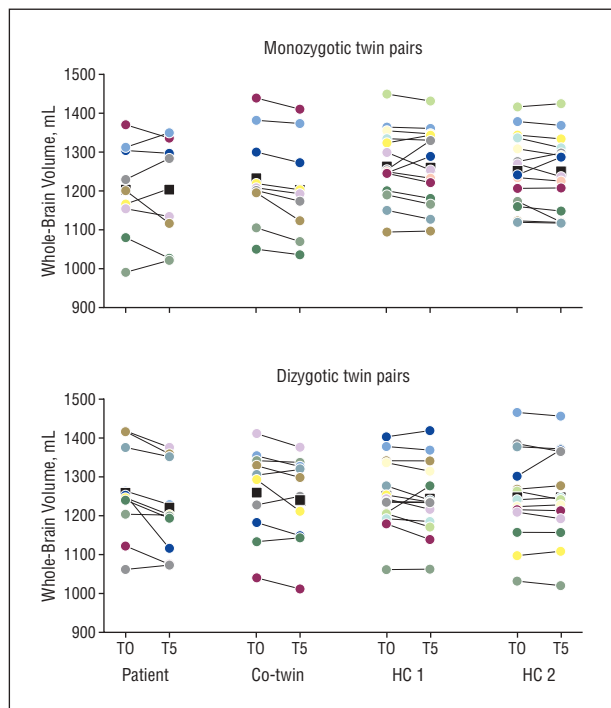 Monozygotic twin pairs
1500
1400
1300
1200
1100
1000
900
Whole-Brain Volume, mL
Dizygotic twin pairs
1500
1400
1300
1200
1100
1000
900
Whole-Brain Volume, mL
T0 T5 T0 T5 T0 T5 T0 T5
Patient Co-twin HC 1 HC 2